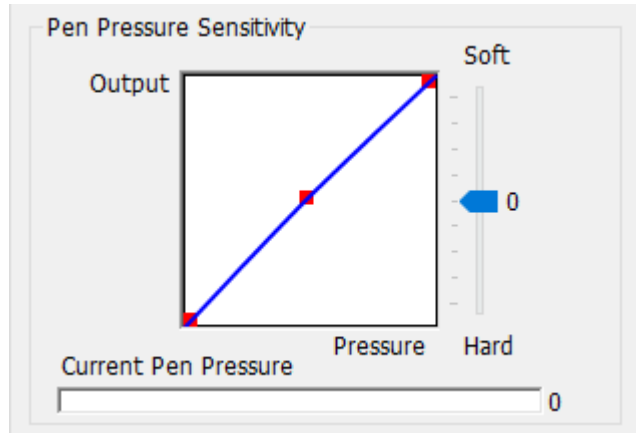 Pen Pressure Sensitivity
Soft
Output
0
Pressure
Hard
Current Pen Pressure
0